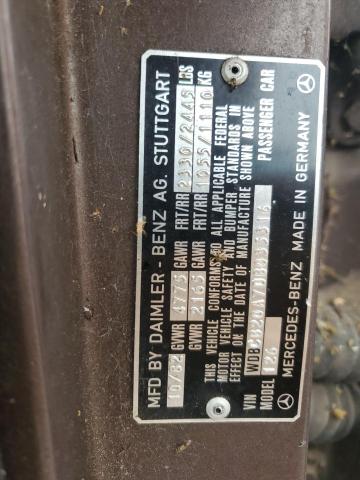 MFD BY DAIMLER-BENZ AG. STUTTGART
10/82 GVWR 4775 GAWR FRT/RR 2330/2445 LBS
GVWR 2165 GAWR FRT/RR 1055/1110 KG
THIS VEHICLE CONFORMS TO ALL APPLICABLE FEDERAL
MOTOR VEHICLE SAFETY AND BUMPER STANDARDS IN
EFFECT ON THE DATE OF MANUFACTURE SHOWN ABOVE
VIN
MODEL 126 PASSENGER CAR
MERCEDES-BENZ MADE IN GERMANY